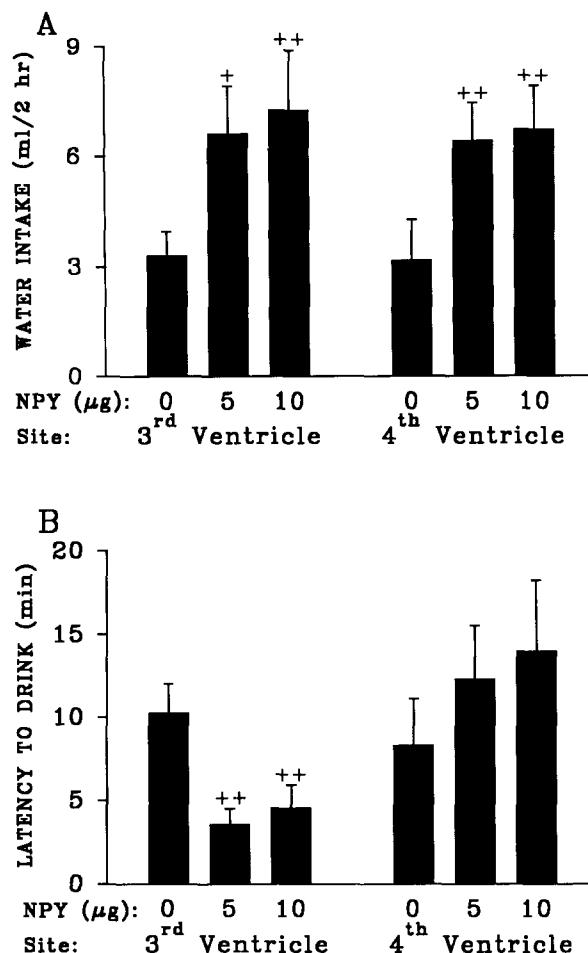 A
WATER INTAKE (ml/2 hr)
9
6
3
0
+
++
++
++
NPY (μg): 0 5 10 0 5 10
Site: 3rd Ventricle 4th Ventricle
B
LATENCY TO DRINK (min)
20
15
10
5
0
++
++
NPY (μg): 0 5 10 0 5 10
Site: 3rd Ventricle 4th Ventricle